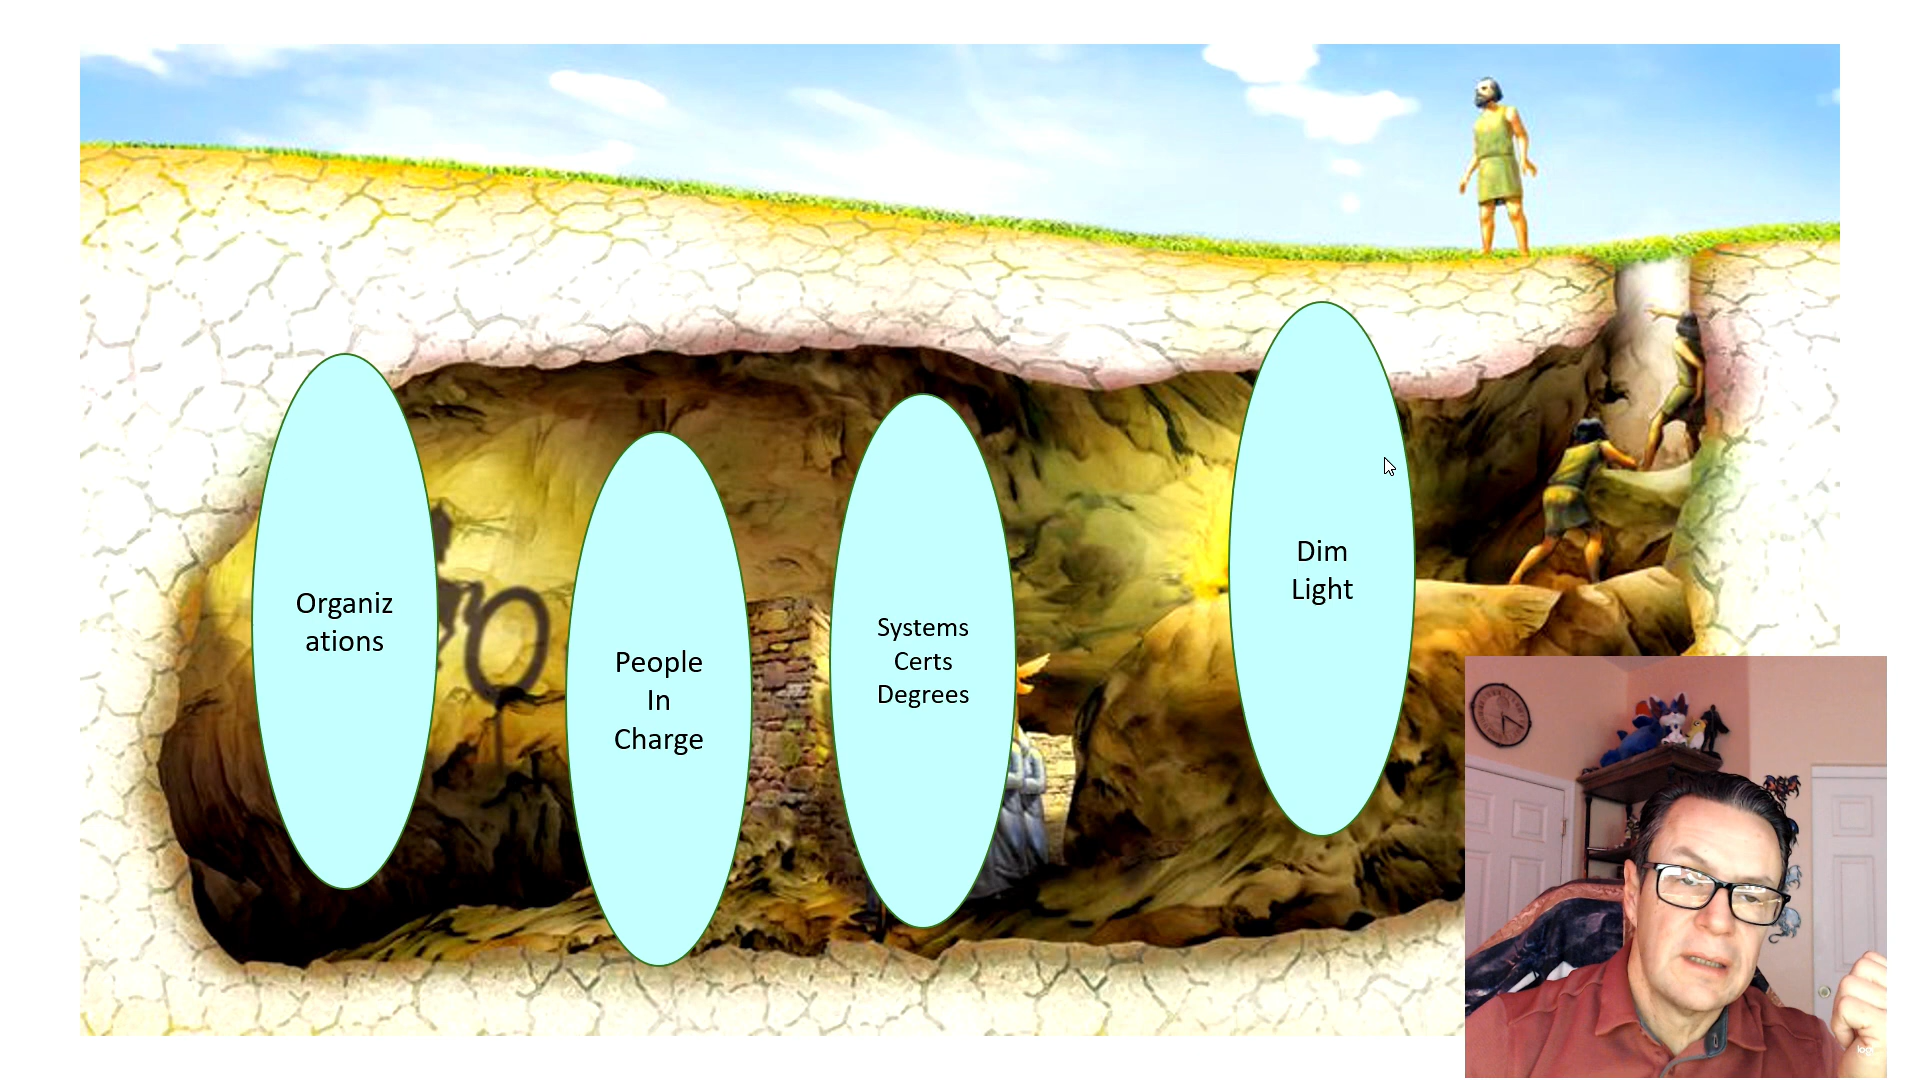 Organiz
ations
People
In
Charge
Systems
Certs
Degrees
Dim
Light